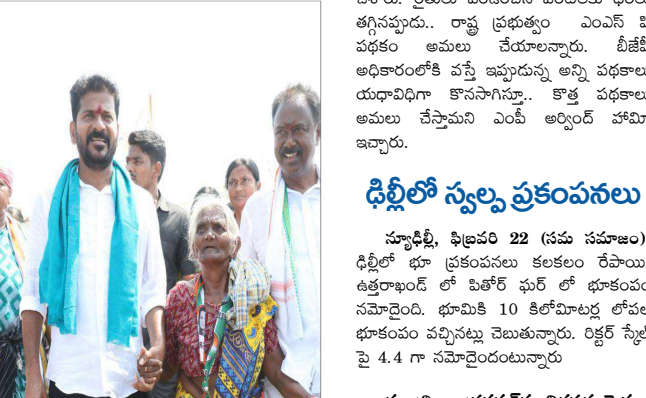 తగ్గినప్పుడు.. రాష్ట్ర ప్రభుత్వం ఎంఎస్ పి
పథకం అమలు చేయాలన్నారు. బీజేపీ
అధికారంలోకి వస్తే ఇప్పుడున్న అన్ని పథకాలు
యధావిధిగా కొనసాగిస్తూ.. కొత్త పథకాలు
అమలు చేస్తామని ఎంపీ అర్వింద్ హామీ
ఇచ్చారు.
ఢిల్లీలో స్వల్ప ప్రకంపనలు
న్యూఢిల్లీ, ఫిబ్రవరి 22 (సమ సమాజం)
ఢిల్లీలో భూ ప్రకంపనలు కలకలం రేపాయి
ఉత్తరాఖండ్ లో పితోర్ ఘర్ లో భూకంపం
నమోదైంది. భూమికి 10 కిలోమీటర్ల లోపల
భూకంపం వచ్చినట్లు చెబుతున్నారు. రిక్టర్ స్కేల్
పై 4.4 గా నమోదైందంటున్నారు